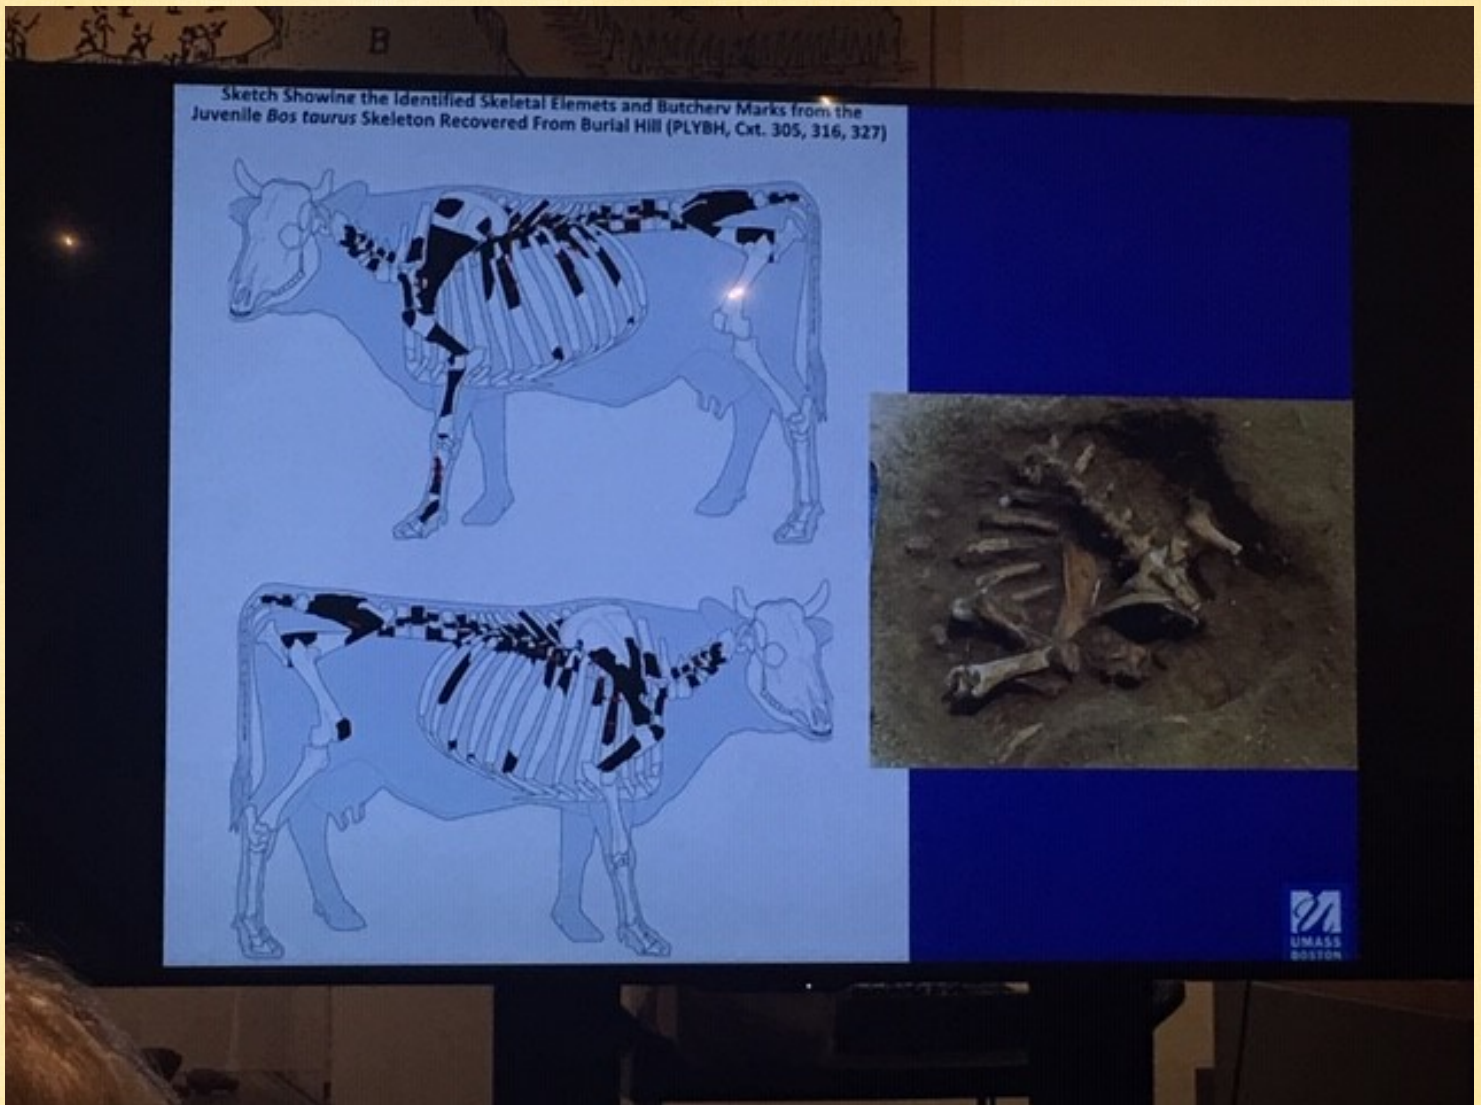 B
Sketch Showing the Identified Skeletal Elemets and Butchery Marks from the
Juvenile Bos taurus Skeleton Recovered From Burial Hill (PLYBH, Cxt. 305, 316, 327)
UMASS
BOSTON